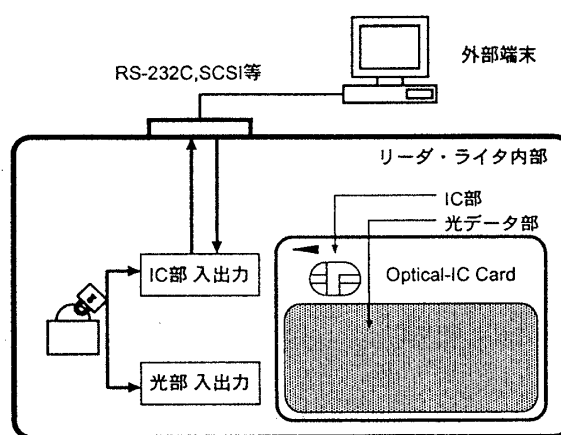 外部端末
RS-232C,SCSI等
リーダ・ライタ内部
IC部
光データ部
IC部 入出力
Optical-IC Card
光部 入出力